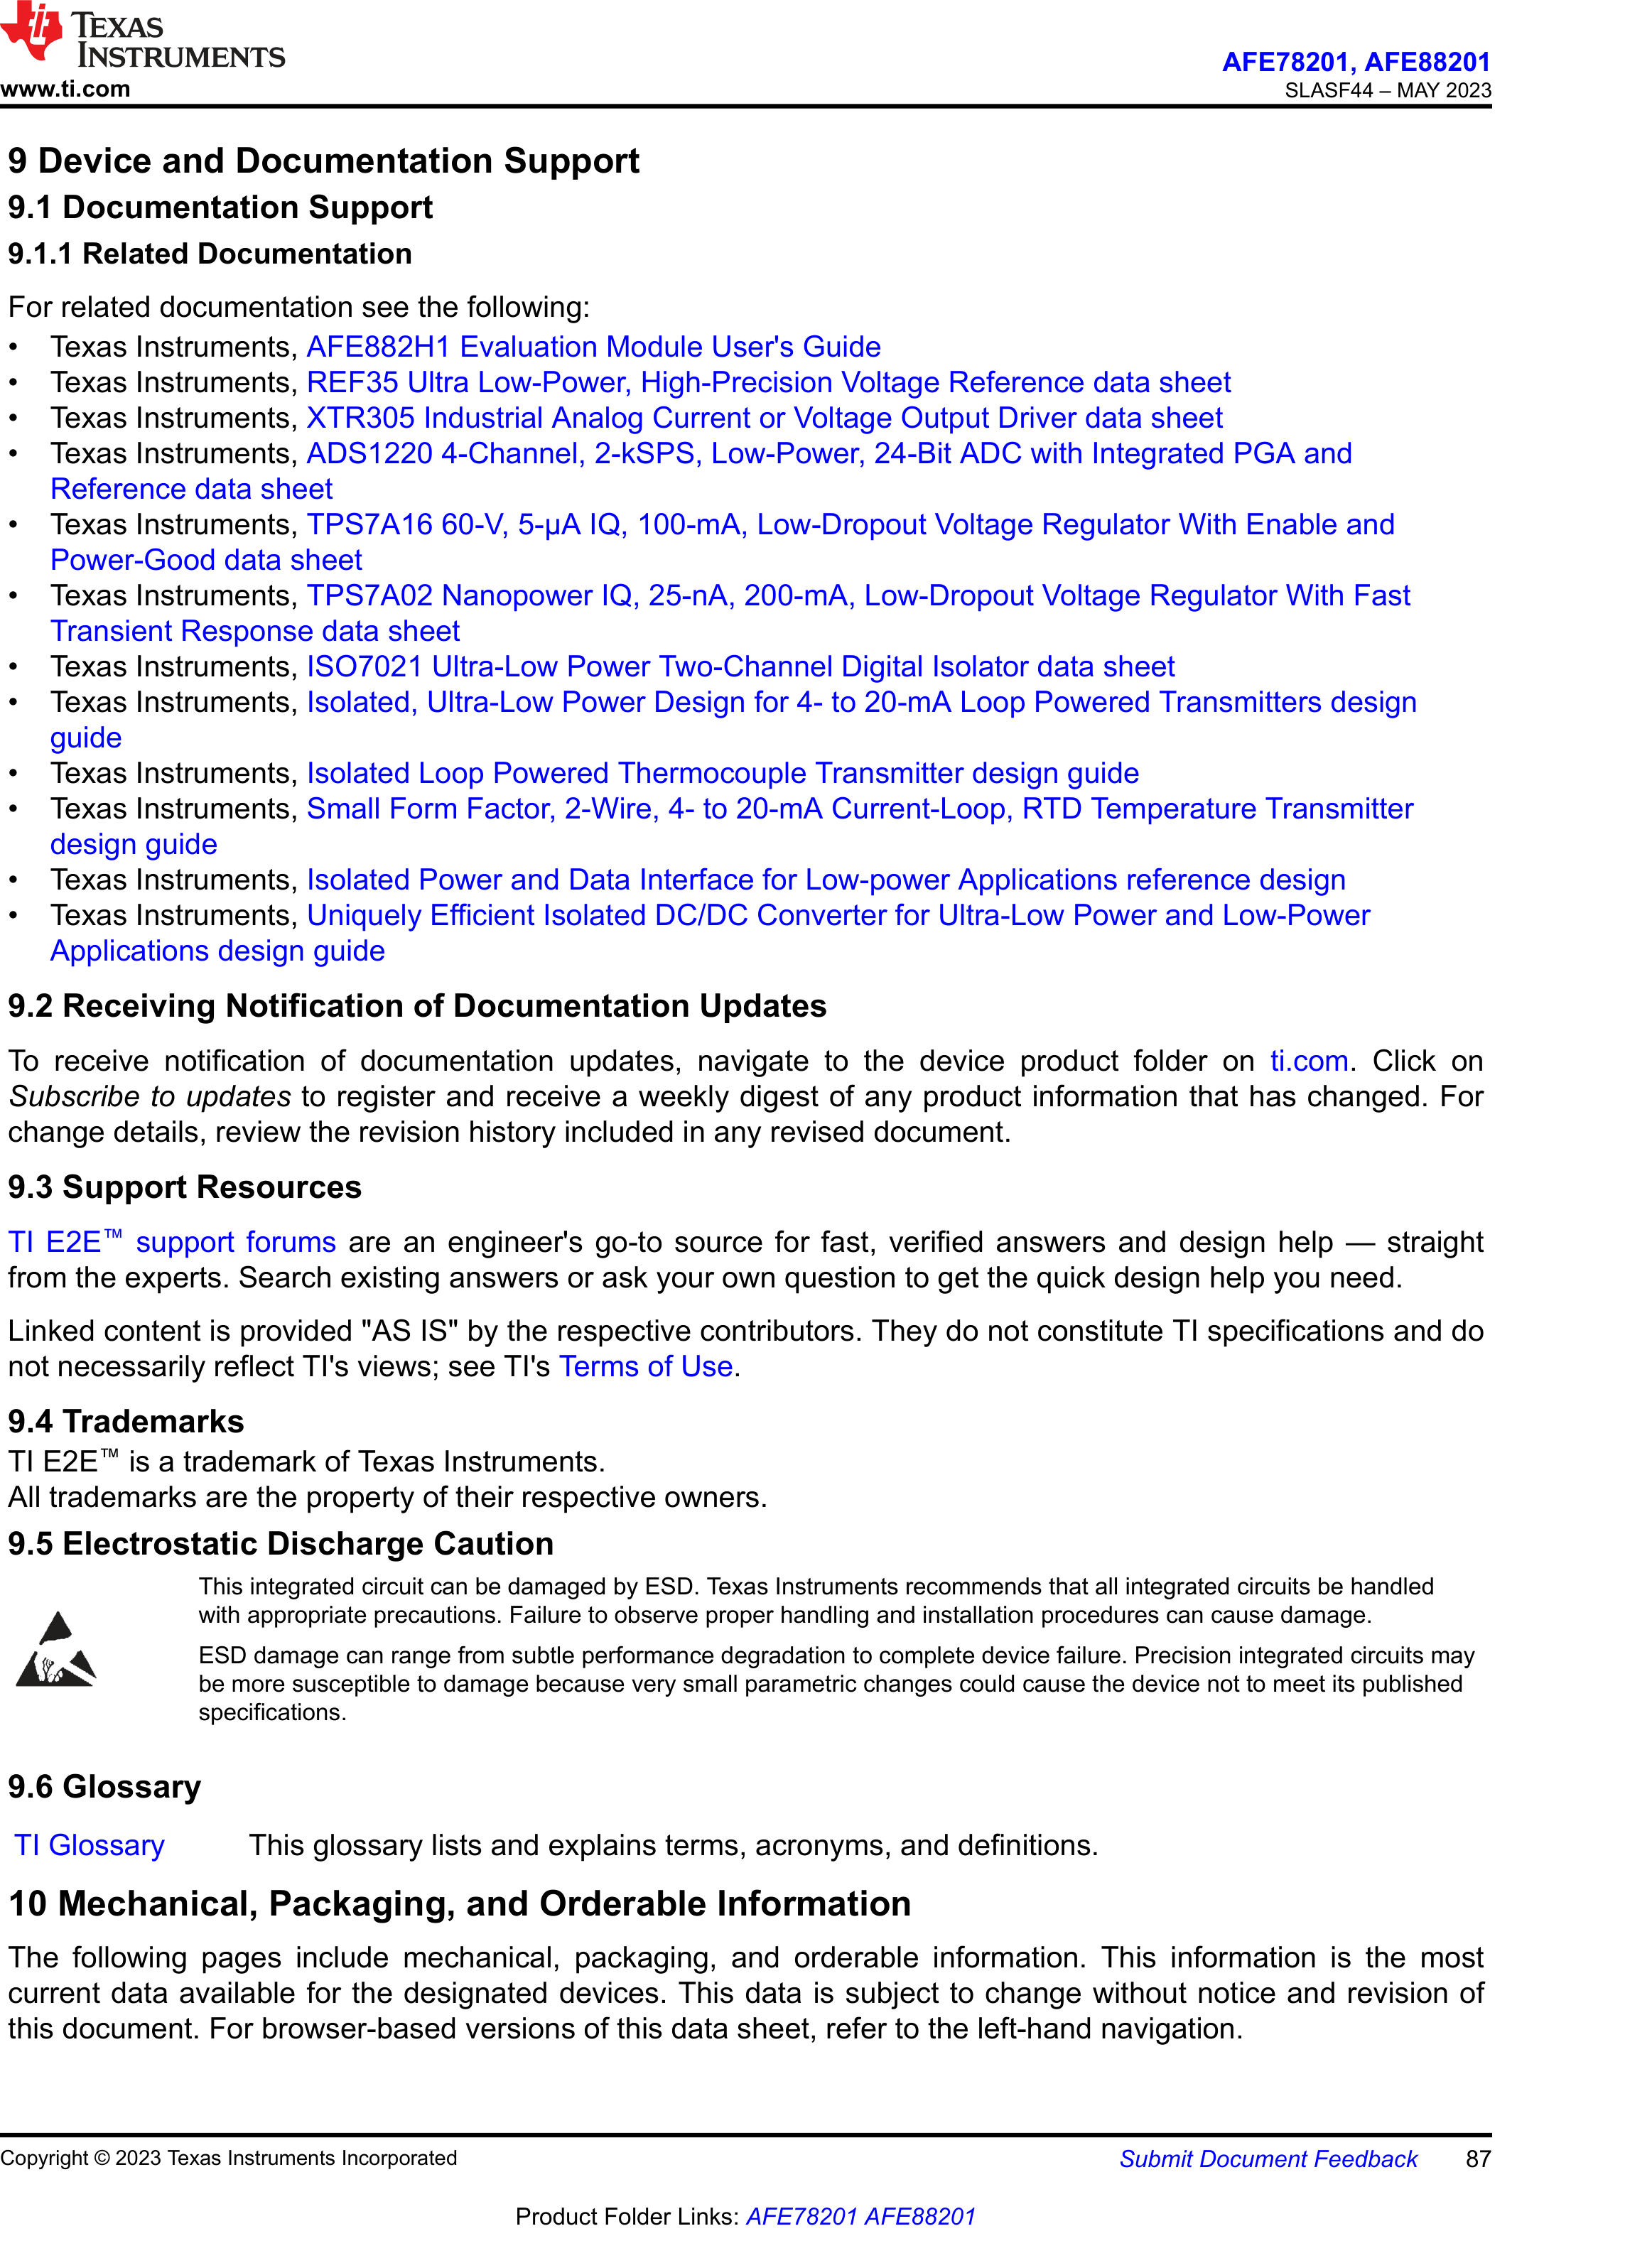 TEXAS
INSTRUMENTS
www.ti.com
AFE78201, AFE88201
SLASF44 – MAY 2023
9 Device and Documentation Support
9.1 Documentation Support
9.1.1 Related Documentation
For related documentation see the following:
• Texas Instruments, AFE882H1 Evaluation Module User's Guide
• Texas Instruments, REF35 Ultra Low-Power, High-Precision Voltage Reference data sheet
• Texas Instruments, XTR305 Industrial Analog Current or Voltage Output Driver data sheet
• Texas Instruments, ADS1220 4-Channel, 2-kSPS, Low-Power, 24-Bit ADC with Integrated PGA and
Reference data sheet
• Texas Instruments, TPS7A16 60-V, 5-µA IQ, 100-mA, Low-Dropout Voltage Regulator With Enable and
Power-Good data sheet
• Texas Instruments, TPS7A02 Nanopower IQ, 25-nA, 200-mA, Low-Dropout Voltage Regulator With Fast
Transient Response data sheet
• Texas Instruments, ISO7021 Ultra-Low Power Two-Channel Digital Isolator data sheet
• Texas Instruments, Isolated, Ultra-Low Power Design for 4- to 20-mA Loop Powered Transmitters design
guide
• Texas Instruments, Isolated Loop Powered Thermocouple Transmitter design guide
• Texas Instruments, Small Form Factor, 2-Wire, 4- to 20-mA Current-Loop, RTD Temperature Transmitter
design guide
• Texas Instruments, Isolated Power and Data Interface for Low-power Applications reference design
• Texas Instruments, Uniquely Efficient Isolated DC/DC Converter for Ultra-Low Power and Low-Power
Applications design guide
9.2 Receiving Notification of Documentation Updates
To receive notification of documentation updates, navigate to the device product folder on ti.com. Click on
Subscribe to updates to register and receive a weekly digest of any product information that has changed. For
change details, review the revision history included in any revised document.
9.3 Support Resources
TI E2E™ support forums are an engineer's go-to source for fast, verified answers and design help — straight
from the experts. Search existing answers or ask your own question to get the quick design help you need.
Linked content is provided "AS IS" by the respective contributors. They do not constitute TI specifications and do
not necessarily reflect TI's views; see TI's Terms of Use.
9.4 Trademarks
TI E2E™ is a trademark of Texas Instruments.
All trademarks are the property of their respective owners.
9.5 Electrostatic Discharge Caution
This integrated circuit can be damaged by ESD. Texas Instruments recommends that all integrated circuits be handled
with appropriate precautions. Failure to observe proper handling and installation procedures can cause damage.
ESD damage can range from subtle performance degradation to complete device failure. Precision integrated circuits may
be more susceptible to damage because very small parametric changes could cause the device not to meet its published
specifications.
9.6 Glossary
TI Glossary This glossary lists and explains terms, acronyms, and definitions.
10 Mechanical, Packaging, and Orderable Information
The following pages include mechanical, packaging, and orderable information. This information is the most
current data available for the designated devices. This data is subject to change without notice and revision of
this document. For browser-based versions of this data sheet, refer to the left-hand navigation.
Copyright © 2023 Texas Instruments Incorporated
Submit Document Feedback 87
Product Folder Links: AFE78201 AFE88201